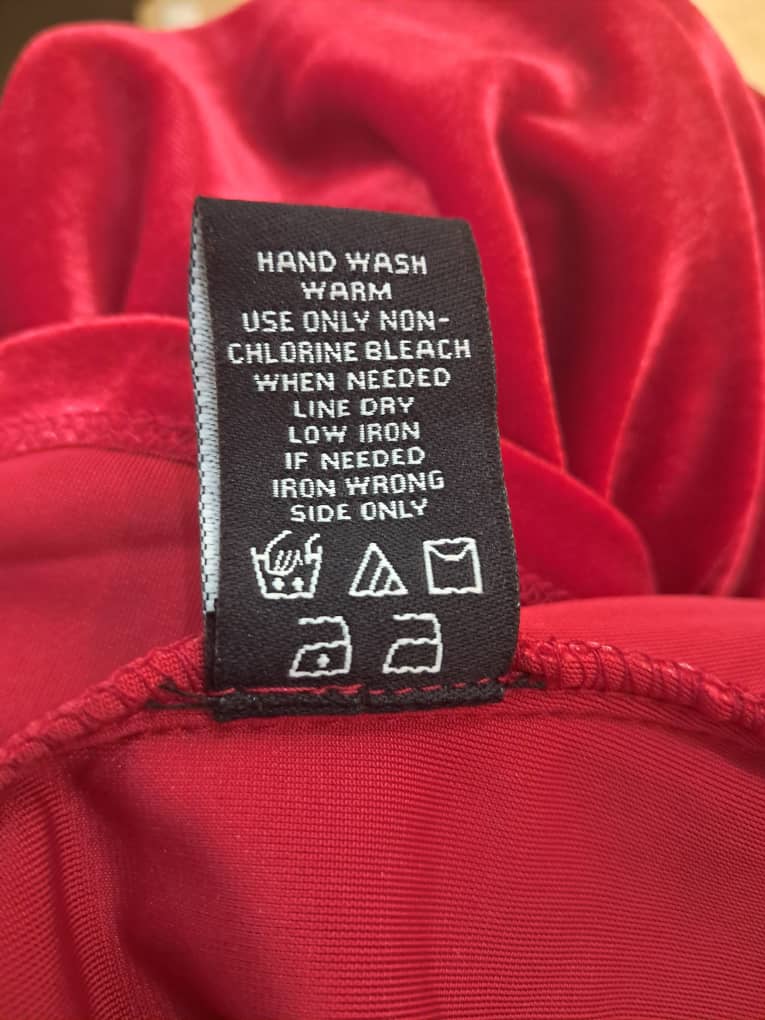 HAND WASH
WARM
USE ONLY NON-
CHLORINE BLEACH
WHEN NEEDED
LINE DRY
LOW IRON
IF NEEDED
IRON WRONG
SIDE ONLY